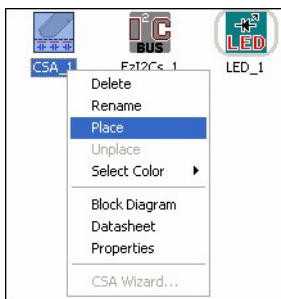 I²C
BUS
LED
CSA_1
EzI2Cs_1
LED_1
Delete
Rename
Place
Unplace
Select Color
Block Diagram
Datasheet
Properties
CSA Wizard...